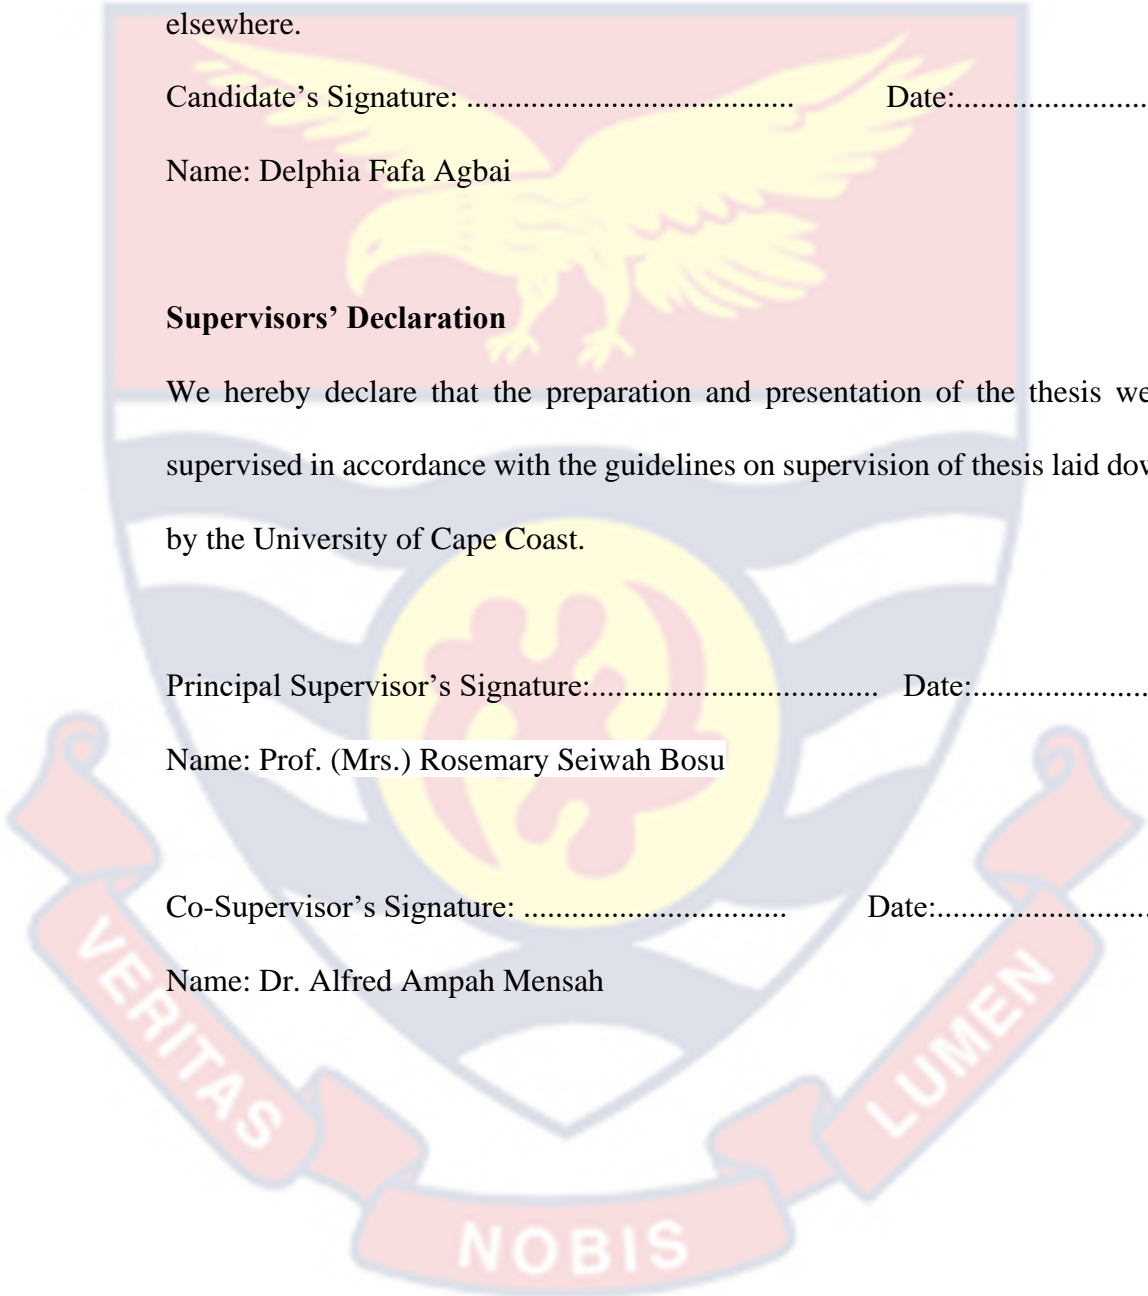 elsewhere.
Candidate’s Signature: ......................................... Date:........................
Name: Delphia Fafa Agbai
Supervisors’ Declaration
We hereby declare that the preparation and presentation of the thesis we
supervised in accordance with the guidelines on supervision of thesis laid dow
by the University of Cape Coast.
Principal Supervisor’s Signature:.................................... Date:......................
Name: Prof. (Mrs.) Rosemary Seiwah Bosu
Co-Supervisor’s Signature: ................................. Date:...........................
Name: Dr. Alfred Ampah Mensah
VERITAS
NOBIS
LUMEN